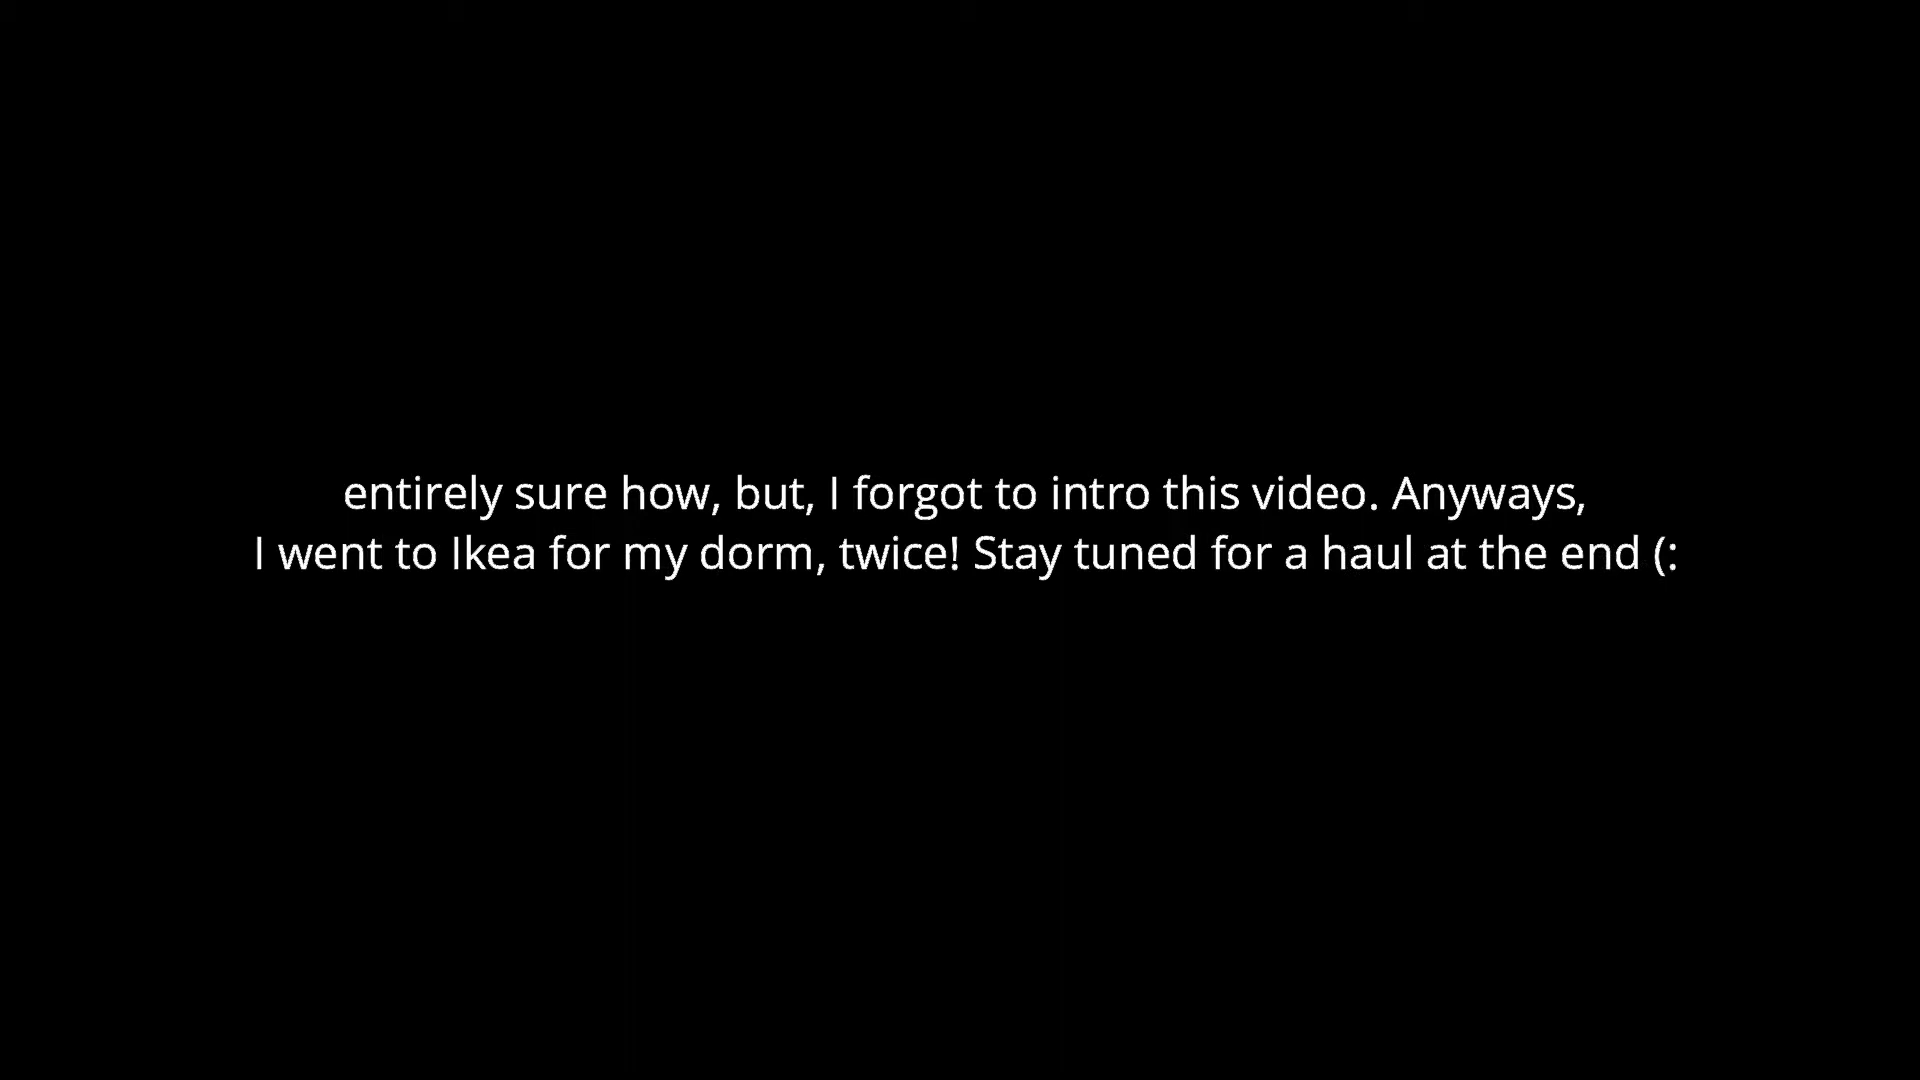 entirely sure how, but, I forgot to intro this video. Anyways,
I went to Ikea for my dorm, twice! Stay tuned for a haul at the end (: